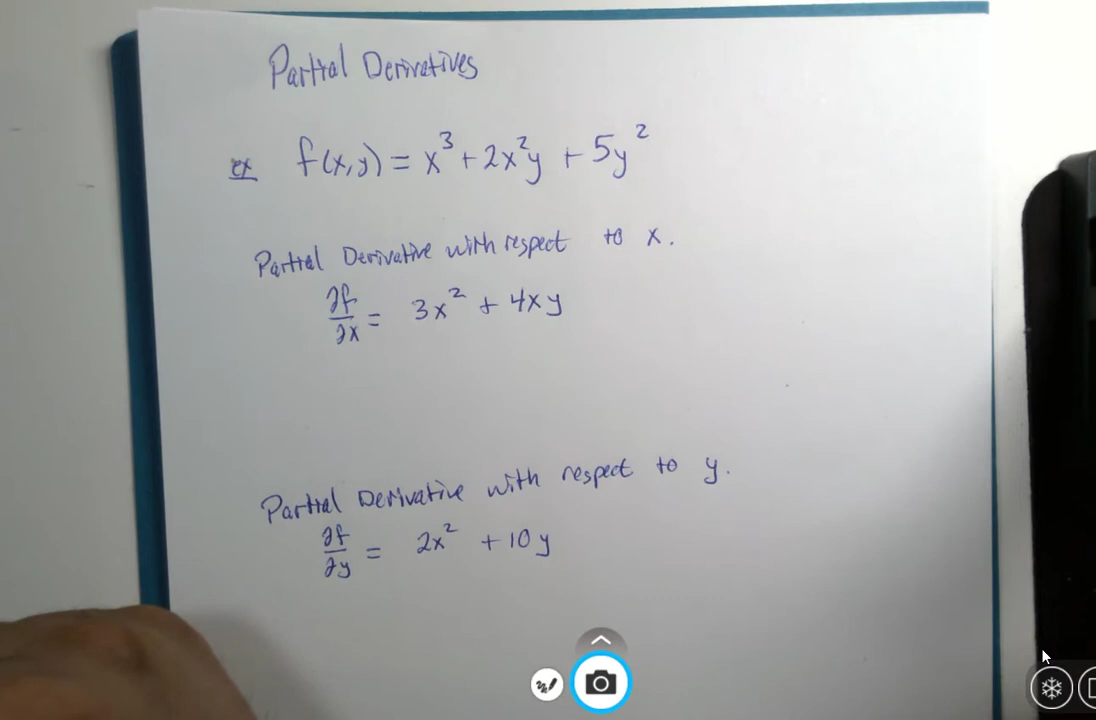 Partial Derivatives
ex f(x,y) = x³ + 2x²y + 5y²
Partial Derivative with respect to x.
∂f/∂x = 3x² + 4xy
Partial Derivative with respect to y.
∂f/∂y = 2x² + 10y